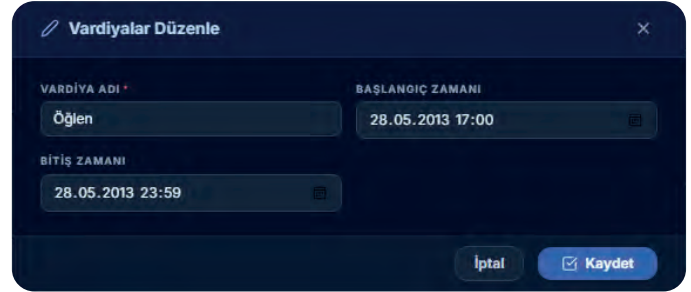 Vardiyalar Düzenle
VARDİYA ADI *
Öğlen
BAŞLANGIÇ ZAMANI
28.05.2013 17:00
BİTİŞ ZAMANI
28.05.2013 23:59
İptal
Kaydet